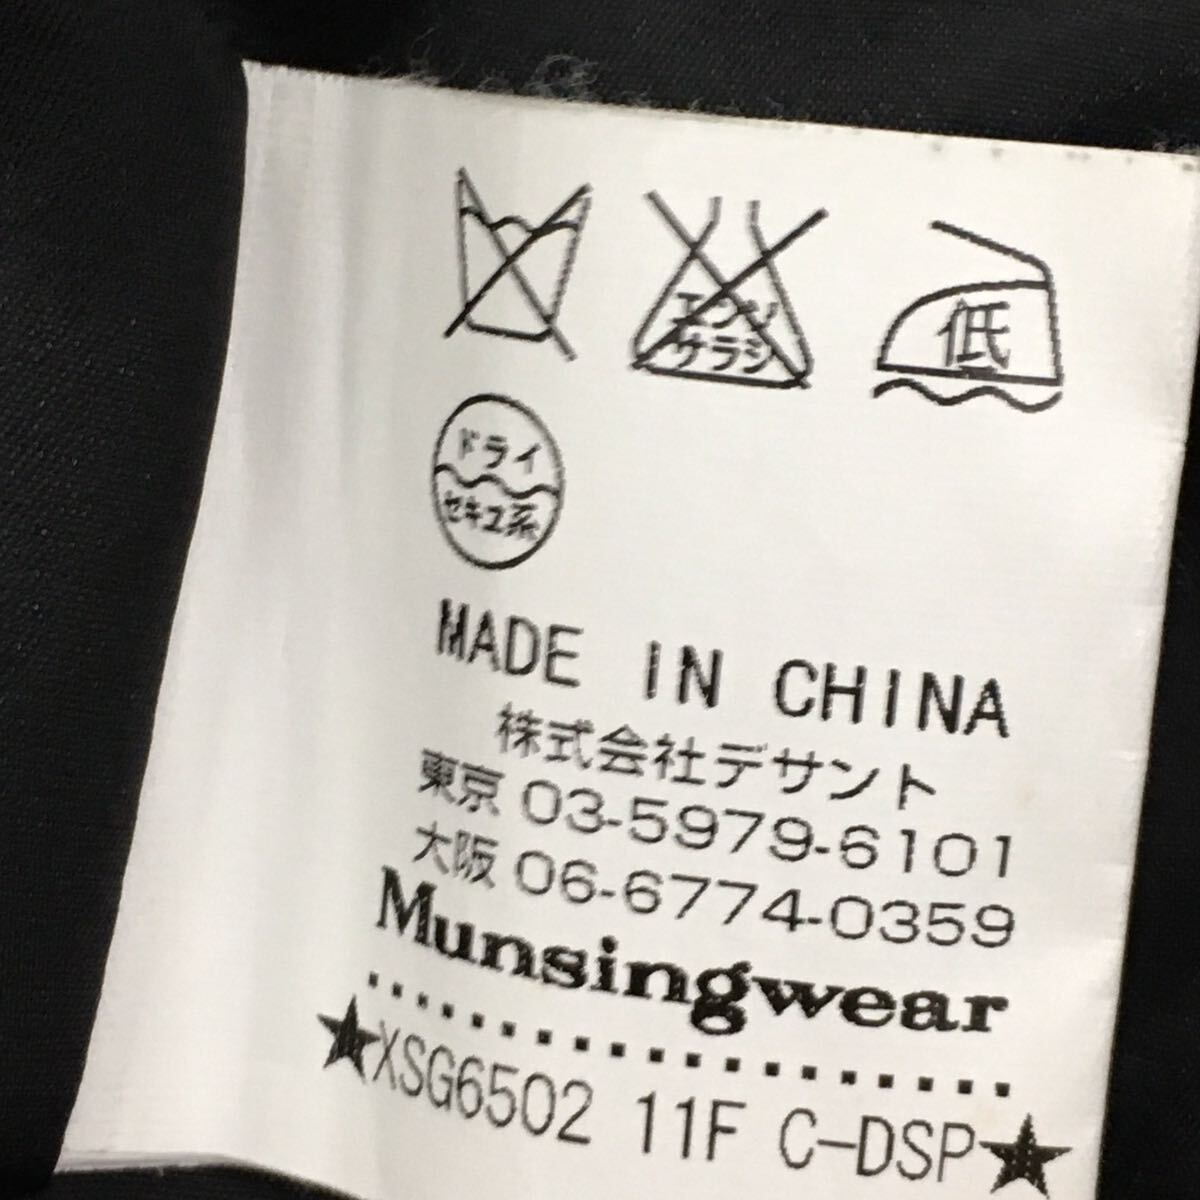 エンソ
サラシ
低
ドライ
セキユ系
MADE IN CHINA
株式会社デサント
東京 03-5979-6101
大阪 06-6774-0359
Munsingwear
★XSG6502 11F C-DSP★